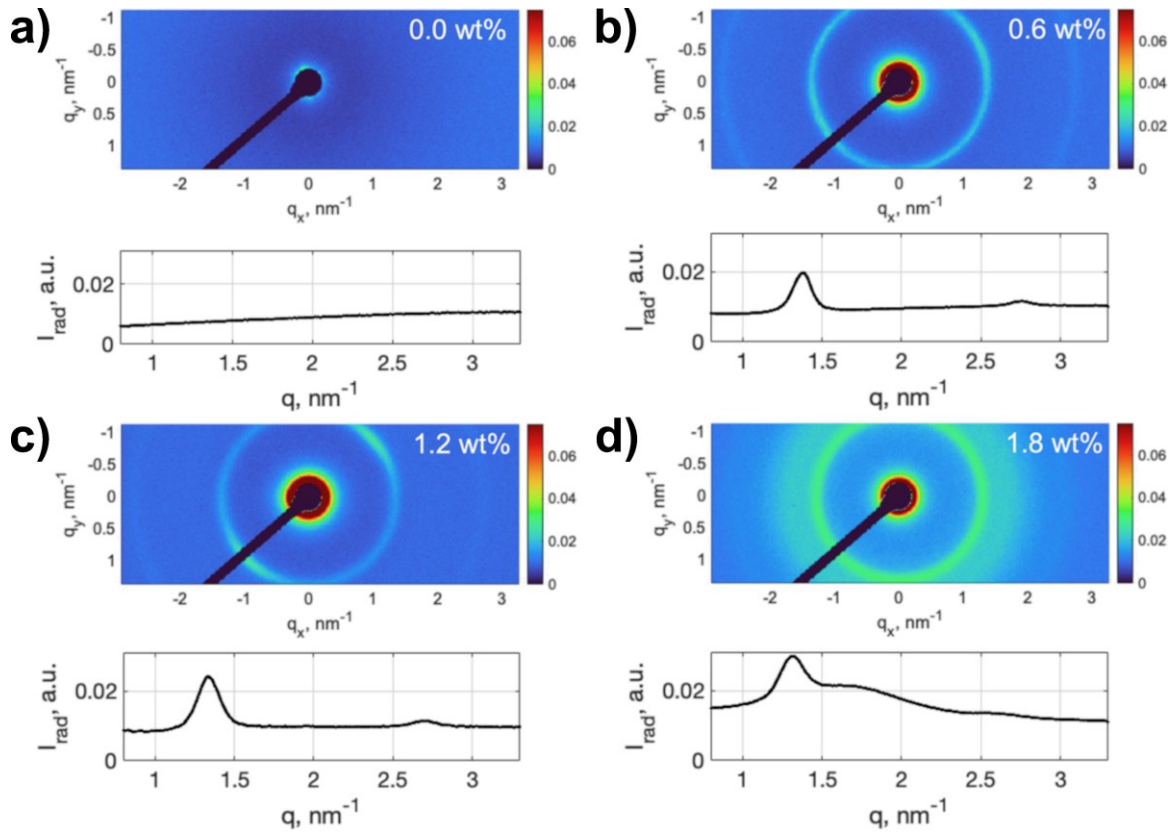 a)
0.0 wt%
-1
-0.5
0
0.5
1
q_y, nm^-1
-2 -1 0 1 2 3
q_x, nm^-1
0.06
0.04
0.02
0
0.02
0
I_rad, a.u.
1 1.5 2 2.5 3
q, nm^-1
b)
0.6 wt%
-1
-0.5
0
0.5
1
q_y, nm^-1
-2 -1 0 1 2 3
q_x, nm^-1
0.06
0.04
0.02
0
0.02
0
I_rad, a.u.
1 1.5 2 2.5 3
q, nm^-1
c)
1.2 wt%
-1
-0.5
0
0.5
1
q_y, nm^-1
-2 -1 0 1 2 3
q_x, nm^-1
0.06
0.04
0.02
0
0.02
0
I_rad, a.u.
1 1.5 2 2.5 3
q, nm^-1
d)
1.8 wt%
-1
-0.5
0
0.5
1
q_y, nm^-1
-2 -1 0 1 2 3
q_x, nm^-1
0.06
0.04
0.02
0
0.02
0
I_rad, a.u.
1 1.5 2 2.5 3
q, nm^-1